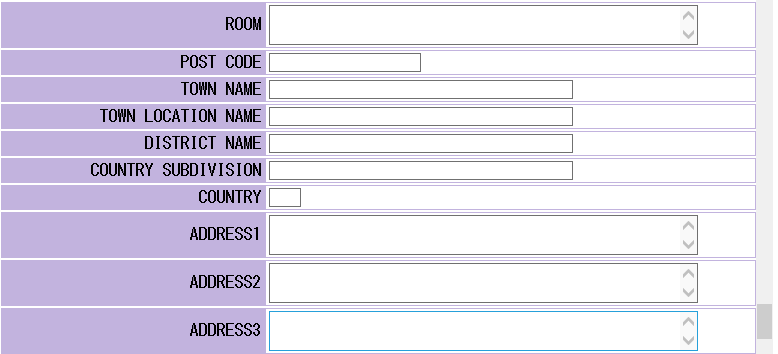 ROOM
POST CODE
TOWN NAME
TOWN LOCATION NAME
DISTRICT NAME
COUNTRY SUBDIVISION
COUNTRY
ADDRESS1
ADDRESS2
ADDRESS3